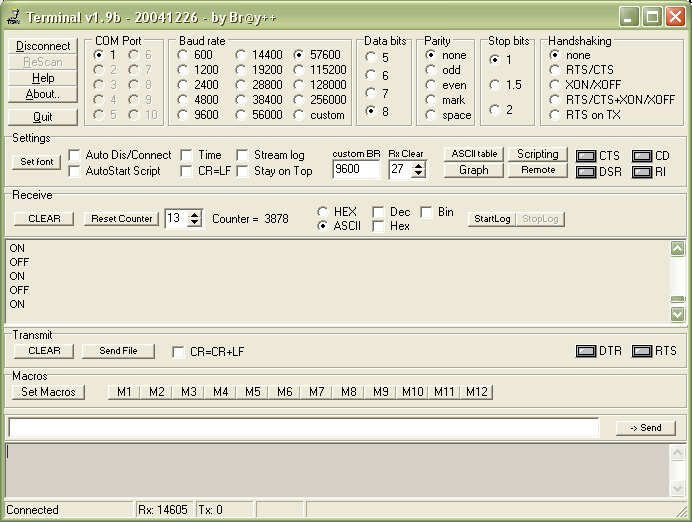 Terminal v1.9b - 20041226 - by Br@y++
Disconnect
ReScan
Help
About..
Quit
COM Port
1 6
2 7
3 8
4 9
5 10
Baud rate
600 14400 57600
1200 19200 115200
2400 28800 128000
4800 38400 256000
9600 56000 custom
Data bits
5
6
7
8
Parity
none
odd
even
mark
space
Stop bits
1
1.5
2
Handshaking
none
RTS/CTS
XON/XOFF
RTS/CTS+XON/XOFF
RTS on TX
Settings
Set font
Auto Dis/Connect Time Stream log
AutoStart Script CR=LF Stay on Top
custom BR Rx Clear
9600 27
ASCII table Scripting
Graph Remote
CTS CD
DSR RI
Receive
CLEAR Reset Counter 13 Counter = 3878
HEX Dec Bin
ASCII Hex
StartLog StopLog
ON
OFF
ON
OFF
ON
Transmit
CLEAR Send File CR=CR+LF DTR RTS
Macros
Set Macros M1 M2 M3 M4 M5 M6 M7 M8 M9 M10 M11 M12
-> Send
Connected Rx: 14605 Tx: 0